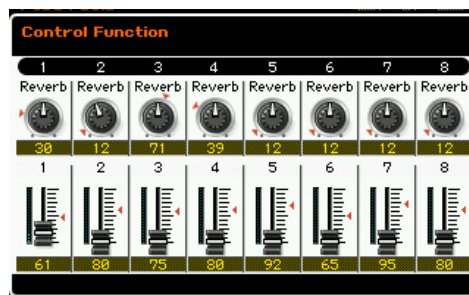 Control Function
1 2 3 4 5 6 7 8
Reverb Reverb Reverb Reverb Reverb Reverb Reverb Reverb
30 12 71 39 12 12 12 12
1 2 3 4 5 6 7 8
61 80 75 80 92 65 95 80